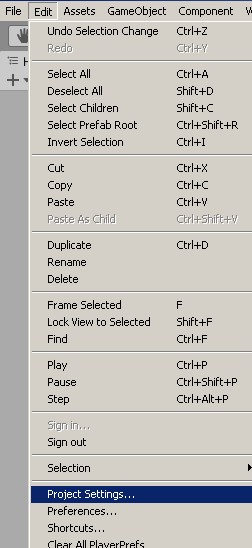 File Edit Assets GameObject Component
Undo Selection Change Ctrl+Z
Redo Ctrl+Y
Select All Ctrl+A
Deselect All Shift+D
Select Children Shift+C
Select Prefab Root Ctrl+Shift+R
Invert Selection Ctrl+I
Cut Ctrl+X
Copy Ctrl+C
Paste Ctrl+V
Paste As Child Ctrl+Shift+V
Duplicate Ctrl+D
Rename
Delete
Frame Selected F
Lock View to Selected Shift+F
Find Ctrl+F
Play Ctrl+P
Pause Ctrl+Shift+P
Step Ctrl+Alt+P
Sign in...
Sign out
Selection
Project Settings...
Preferences...
Shortcuts...
Clear All PlayerPrefs